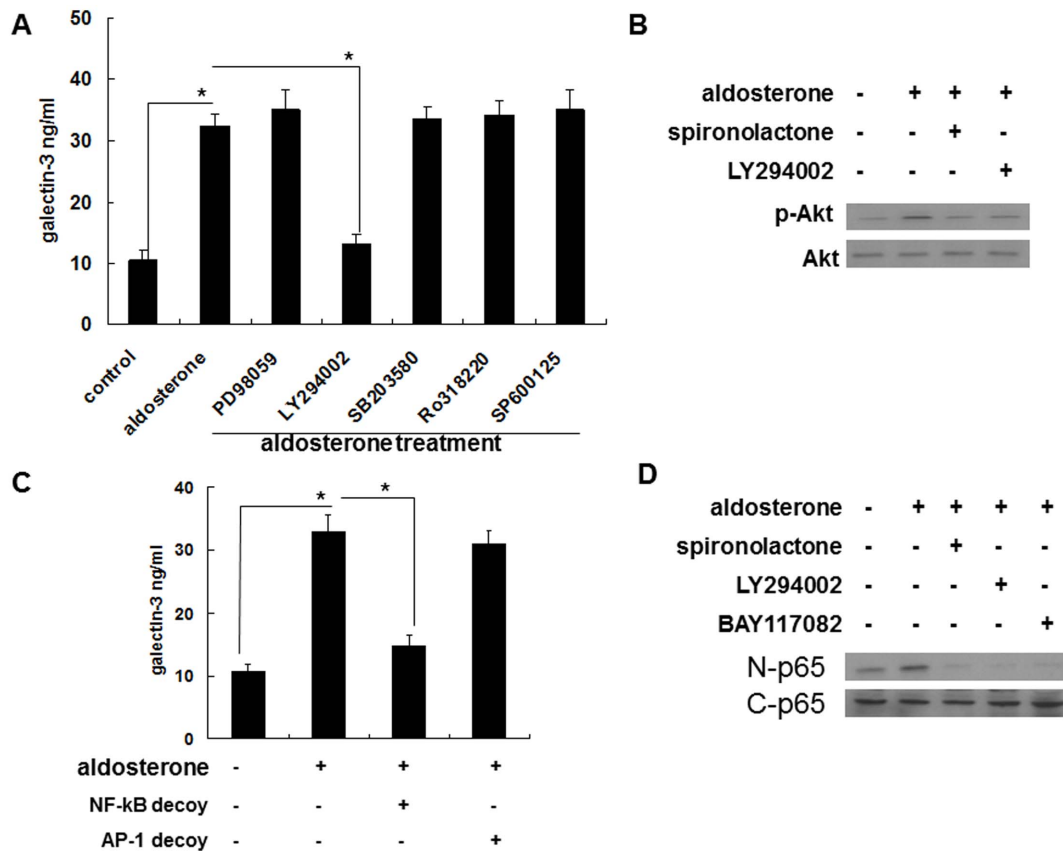 A
galectin-3 ng/ml
50
40
30
20
10
0
*
*
control
aldosterone
PD98059
LY294002
SB203580
Ro318220
SP600125
aldosterone treatment
B
aldosterone - + + +
spironolactone - - + -
LY294002 - - - +
p-Akt
Akt
C
galectin-3 ng/ml
40
30
20
10
0
*
*
aldosterone - + + +
NF-kB decoy - - + -
AP-1 decoy - - - +
D
aldosterone - + + + +
spironolactone - - + - -
LY294002 - - - + -
BAY117082 - - - - +
N-p65
C-p65